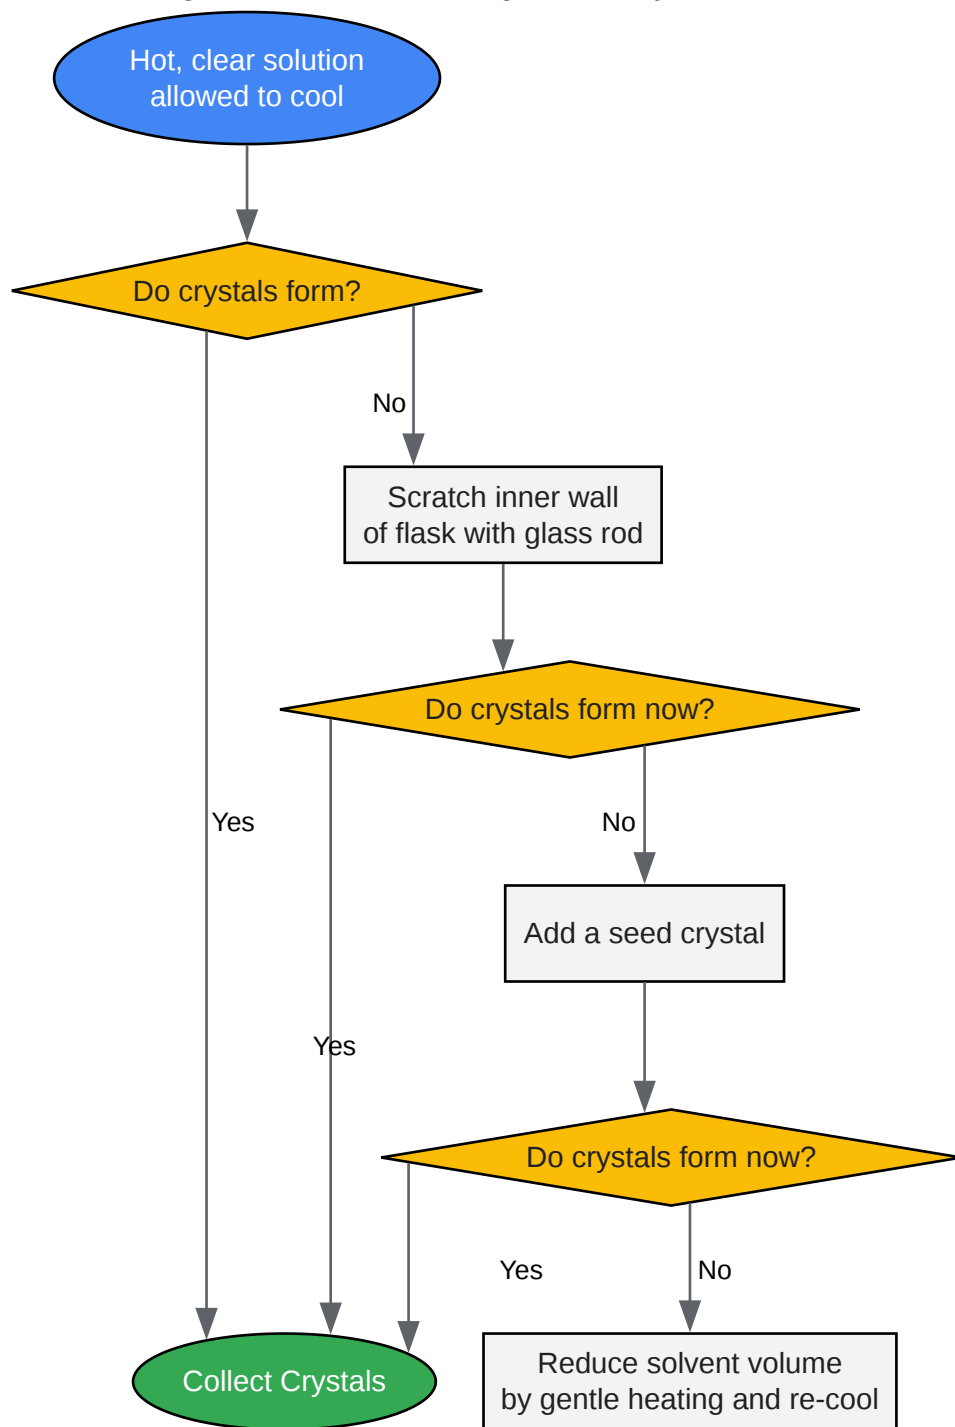 Hot, clear solution
allowed to cool
Do crystals form?
No
Scratch inner wall
of flask with glass rod
Do crystals form now?
Yes
No
Add a seed crystal
Yes
Do crystals form now?
Yes
No
Collect Crystals
Reduce solvent volume
by gentle heating and re-cool